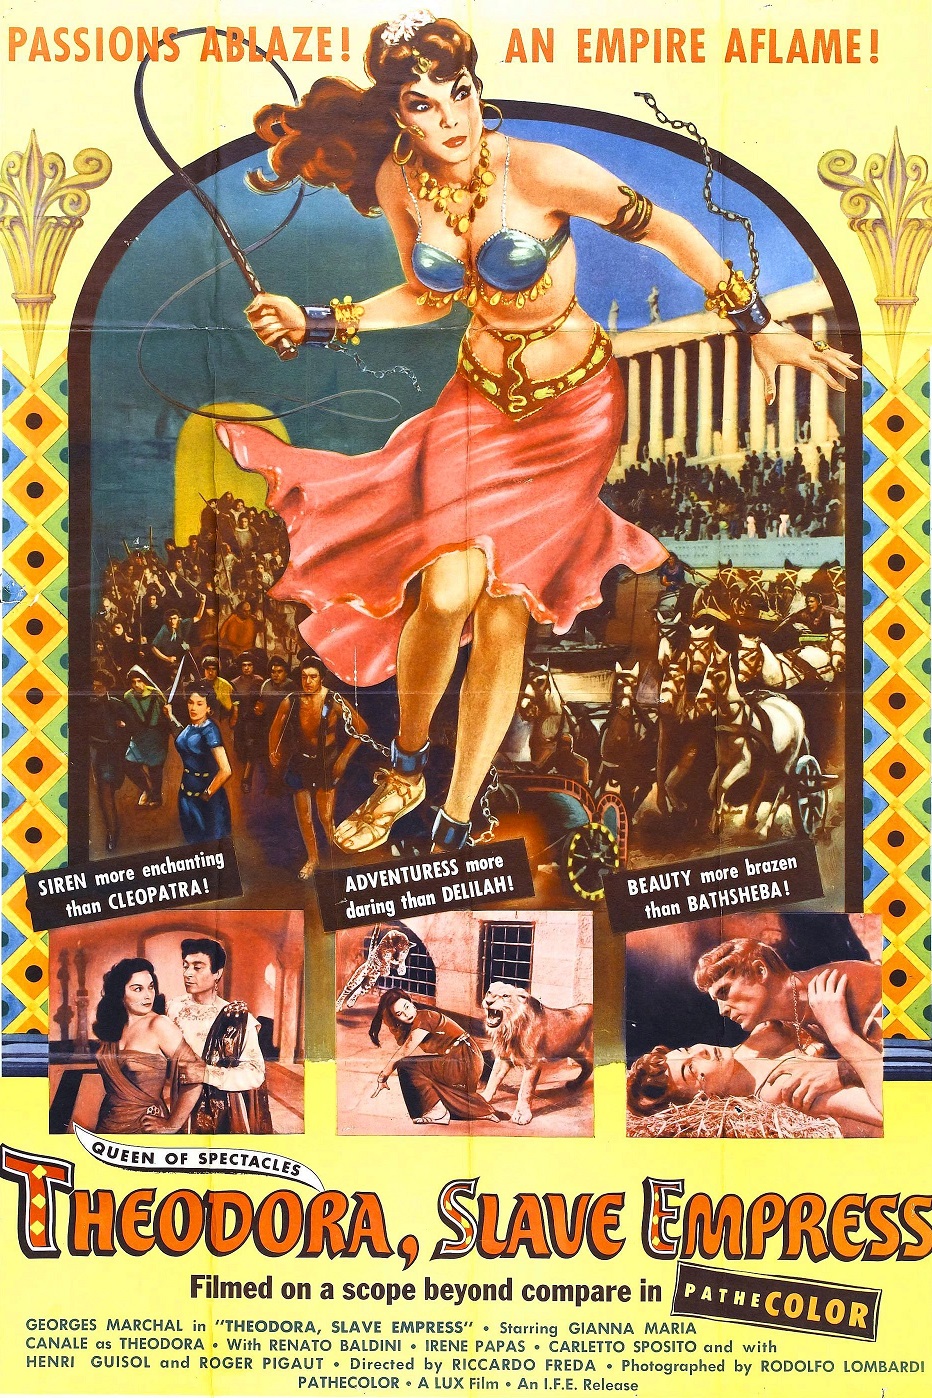 PASSIONS ABLAZE! AN EMPIRE AFLAME!
SIREN more enchanting
than CLEOPATRA!
ADVENTURESS more
daring than DELILAH!
BEAUTY more brazen
than BATHSHEBA!
QUEEN OF SPECTACLES
THEODORA, SLAVE EMPRESS
Filmed on a scope beyond compare in PATHECOLOR
GEORGES MARCHAL in "THEODORA, SLAVE EMPRESS" • Starring GIANNA MARIA
CANALE as THEODORA • With RENATO BALDINI • IRENE PAPAS • CARLETTO SPOSITO and with
HENRI GUISOL and ROGER PIGAUT • Directed by RICCARDO FREDA • Photographed by RODOLFO LOMBARDI
PATHECOLOR • A LUX Film • An I.F.E. Release